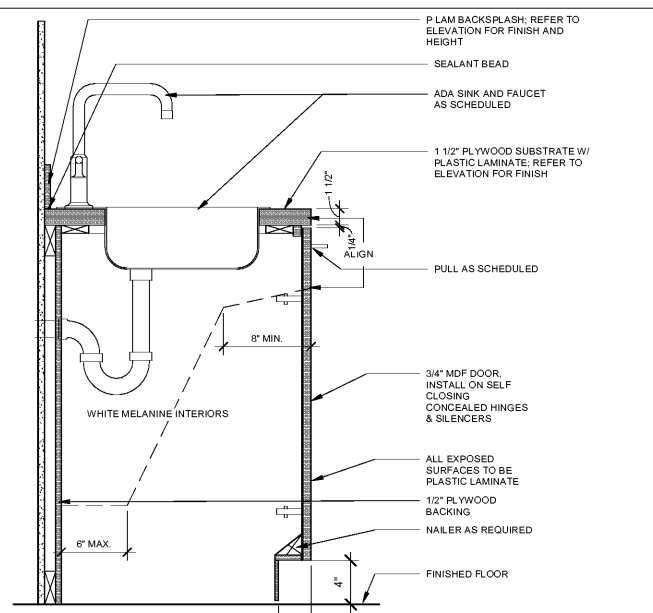 P LAM BACKSPLASH; REFER TO
ELEVATION FOR FINISH AND
HEIGHT
SEALANT BEAD
ADA SINK AND FAUCET
AS SCHEDULED
1 1/2" PLYWOOD SUBSTRATE W/
PLASTIC LAMINATE; REFER TO
ELEVATION FOR FINISH
1 1/2"
1/4"
ALIGN
PULL AS SCHEDULED
8" MIN.
3/4" MDF DOOR,
INSTALL ON SELF
CLOSING
CONCEALED HINGES
& SILENCERS
WHITE MELANINE INTERIORS
ALL EXPOSED
SURFACES TO BE
PLASTIC LAMINATE
1/2" PLYWOOD
BACKING
NAILER AS REQUIRED
6" MAX.
4"
FINISHED FLOOR